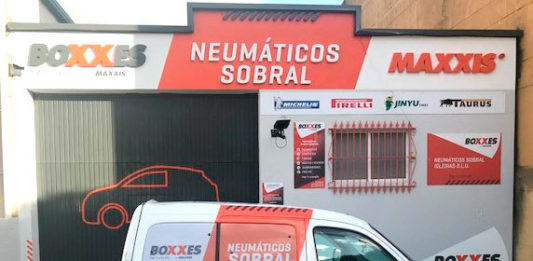 BOXXES
MAXXIS
NEUMÁTICOS
SOBRAL
MAXXIS
MICHELIN
PIRELLI
JINYU
TAURUS
BOXXES
BOXXES
NEUMÁTICOS SOBRAL
IGLESIAS S.L.U.
BOXXES
NEUMÁTICOS
SOBRAL
BOXXES